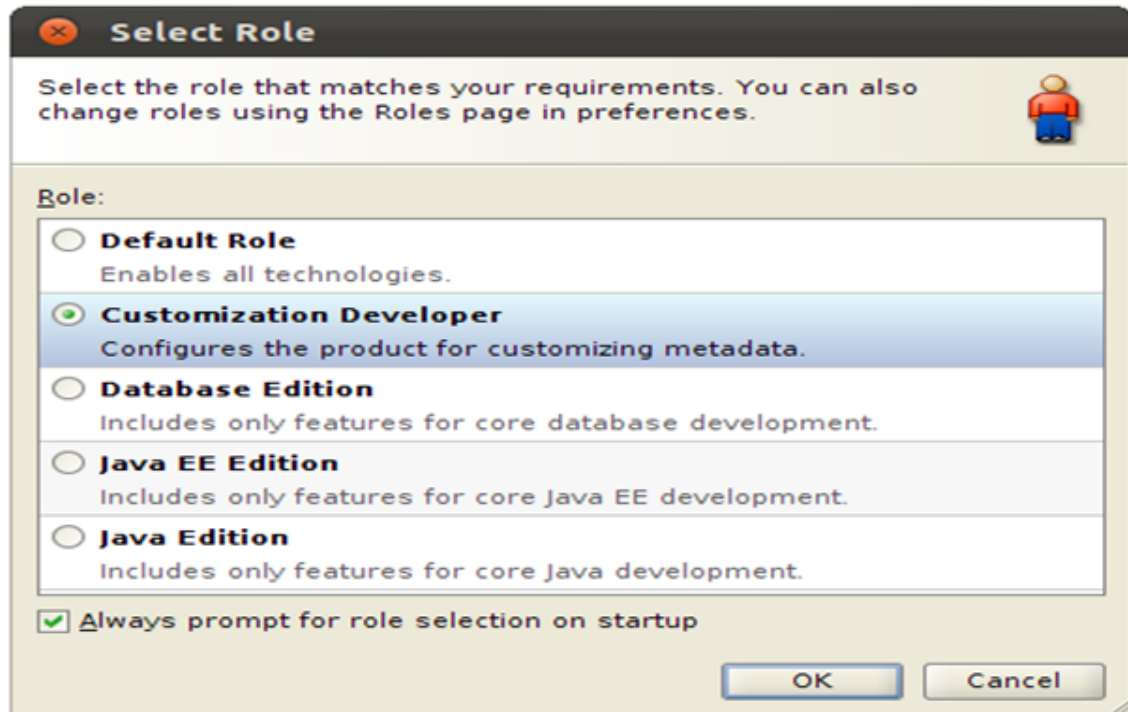 Select Role
Select the role that matches your requirements. You can also
change roles using the Roles page in preferences.
Role:
Default Role
Enables all technologies.
Customization Developer
Configures the product for customizing metadata.
Database Edition
Includes only features for core database development.
Java EE Edition
Includes only features for core Java EE development.
Java Edition
Includes only features for core Java development.
Always prompt for role selection on startup
OK
Cancel